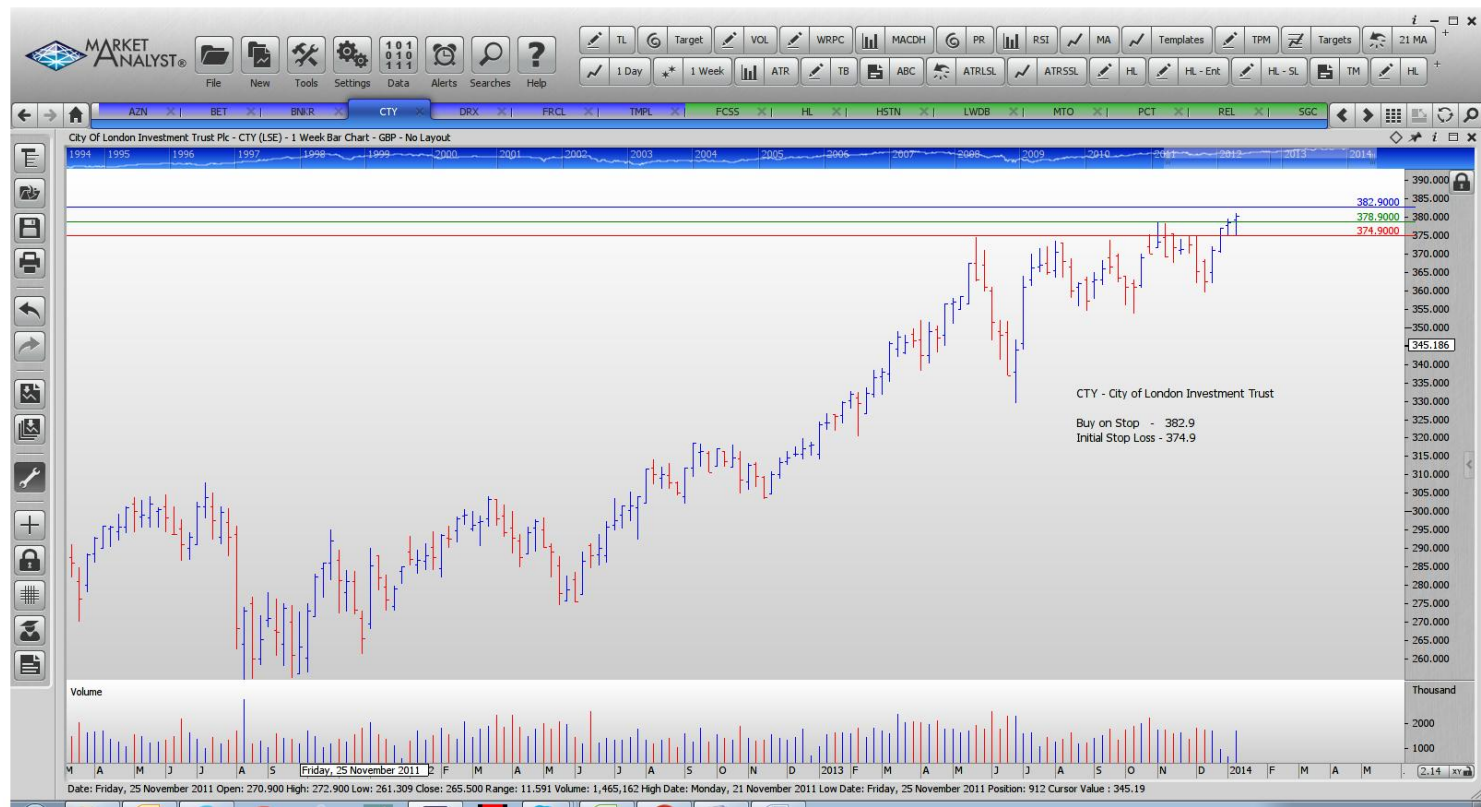 i
MARKET ANALYST®
File New Tools Settings Data Alerts Searches Help
TL Target VOL WRPC MACDH PR RSI MA Templates TPM Targets 21 MA +
1 Day 1 Week ATR TB ABC ATRLSL ATRSSL HL HL - Ent HL - SL TM HL +
AZN BET BNKR CTY DRX FRCL TMPL FCSS HL HSTN LWDB MTO PCT REL SGC
City Of London Investment Trust Plc - CTY (LSE) - 1 Week Bar Chart - GBP - No Layout i
1994 1995 1996 1997 1998 1999 2000 2001 2002 2003 2004 2005 2006 2007 2008 2009 2010 2011 2012 2013 2014
390.000
385.000
382.9000
380.000
378.9000
375.000
374.9000
370.000
365.000
360.000
355.000
350.000
345.186
340.000
335.000
CTY - City of London Investment Trust
330.000
Buy on Stop - 382.9
325.000
Initial Stop Loss - 374.9
320.000
315.000
310.000
305.000
300.000
295.000
290.000
285.000
280.000
275.000
270.000
265.000
260.000
Volume
Thousand
2000
1000
M A M J J A S Friday, 25 November 2011 2 F M A M J J A S O N D 2013 F M A M J J A S O N D 2014 F M A M . 2.14 XY
Date: Friday, 25 November 2011 Open: 270.900 High: 272.900 Low: 261.309 Close: 265.500 Range: 11.591 Volume: 1,465,162 High Date: Monday, 21 November 2011 Low Date: Friday, 25 November 2011 Position: 912 Cursor Value : 345.19